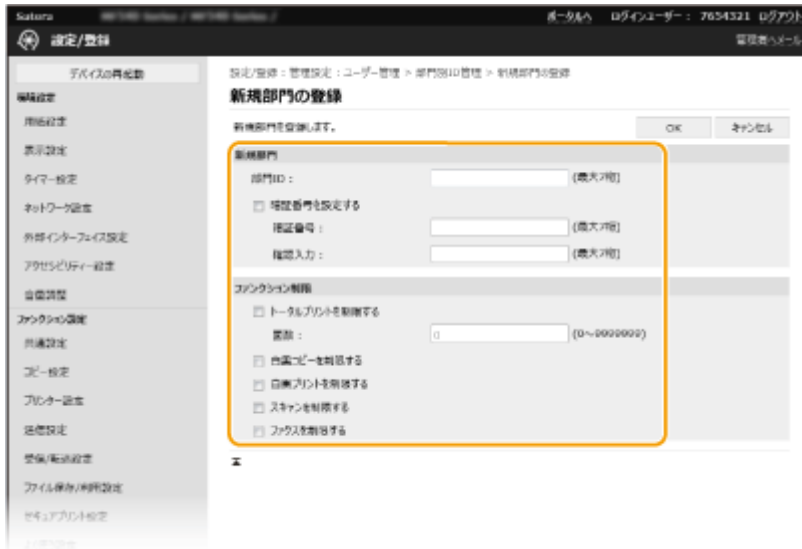 Satera
ポータルへ ログインユーザー： 7654321 ログアウト
設定/登録
管理者へメール
デバイスの再起動
設定/登録：管理設定：ユーザー管理 > 部門別ID管理 > 新規部門の登録
新規部門の登録
新規部門を登録します。
OK キャンセル
環境設定
用紙設定
表示設定
タイマー設定
ネットワーク設定
外部インターフェイス設定
アクセシビリティー設定
音量調整
ファンクション設定
共通設定
コピー設定
プリンター設定
送信設定
受信/転送設定
ファイル保存/利用設定
セキュアプリント設定
新規部門
部門ID： (最大7桁)
暗証番号を設定する
暗証番号： (最大7桁)
確認入力： (最大7桁)
ファンクション制限
トータルプリントを制限する
面数： 0 (0～9999999)
白黒コピーを制限する
白黒プリントを制限する
スキャンを制限する
ファクスを制限する